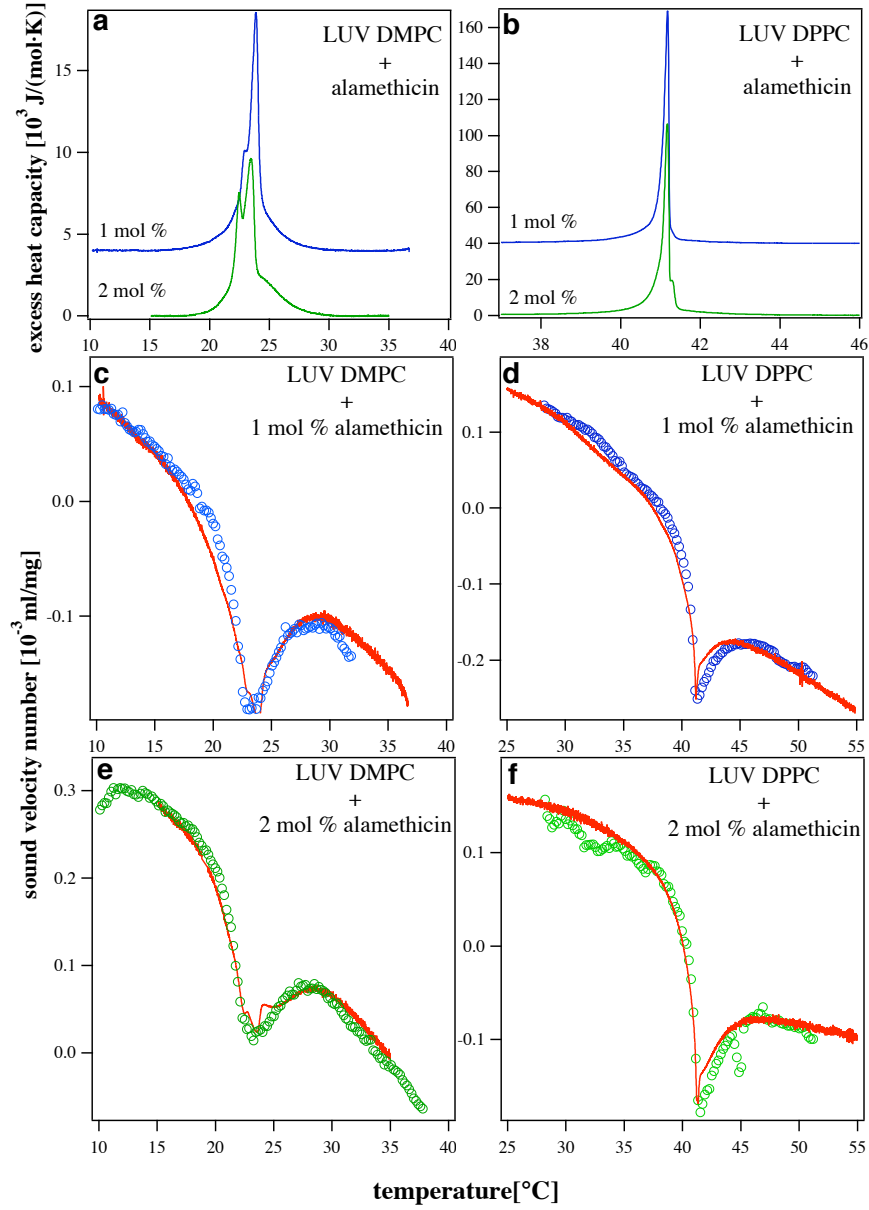 excess heat capacity [10³ J/(mol·K)]
a
LUV DMPC
+
alamethicin
15
10
5
0
1 mol %
2 mol %
10 15 20 25 30 35 40
b
LUV DPPC
+
alamethicin
160
140
120
100
80
60
40
20
0
1 mol %
2 mol %
38 40 42 44 46
sound velocity number [10⁻³ml/mg]
c
LUV DMPC
+
1 mol % alamethicin
0.1
0.0
-0.1
10 15 20 25 30 35 40
d
LUV DPPC
+
1 mol % alamethicin
0.1
0.0
-0.1
-0.2
25 30 35 40 45 50 55
e
LUV DMPC
+
2 mol % alamethicin
0.3
0.2
0.1
0.0
10 15 20 25 30 35 40
f
LUV DPPC
+
2 mol % alamethicin
0.1
0.0
-0.1
25 30 35 40 45 50 55
temperature[°C]